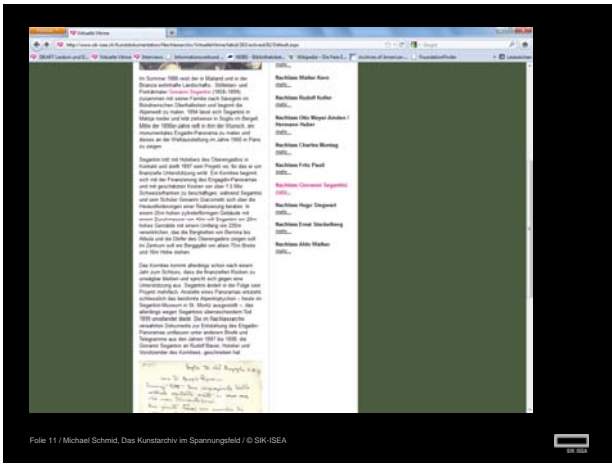 Virtuelle Vitrine
Im Sommer 1886 reist der in Mailand und in der
Brianza wohnhafte Landschafts-, Stillleben- und
Porträtmaler Giovanni Segantini (1858-1899)
zusammen mit seiner Familie nach Savognin im
Bündnerischen Oberhalbstein und beginnt die
Alpenwelt zu malen. 1894 lässt sich Segantini in
Maloja nieder und lebt zeitweise in Soglio im Bergell.
Mitte der 1890er-Jahre reift in ihm der Wunsch, ein
monumentales Engadin-Panorama zu malen und
dieses an der Weltausstellung im Jahre 1900 in Paris
zu zeigen.
Segantini tritt mit Hoteliers des Oberengadins in
Kontakt und stellt 1897 sein Projekt vor, für das er um
finanzielle Unterstützung wirbt. Ein Komitee beginnt
sich mit der Finanzierung des Engadin-Panoramas
und mit geschätzten Kosten von über 1.5 Mio
Schweizerfranken zu beschäftigen, während Segantini
und sein Schüler Giovanni Giacometti sich über die
Herausforderungen einer Realisierung beraten. In
einem 25m hohen pylonenförmigen Gebäude mit
einem Durchmesser von 70m will Segantini ein 20m
hohes Gemälde mit einem Umfang von 220m
verwirklichen, das die Bergketten von Bernina bis
Albula und die Dörfer des Oberengadins zeigen soll.
Im Zentrum soll ein Berggipfel von allein 75m Breite
und 16m Höhe stehen.
Das Komitee kommt allerdings schon nach einem
Jahr zum Schluss, dass die finanziellen Risiken zu
unwägbar bleiben und spricht sich gegen eine
Unterstützung aus. Segantini ändert in der Folge sein
Projekt mehrfach. Anstelle eines Panoramas entsteht
schliesslich das berühmte Alpentriptychon – heute im
Segantini-Museum in St. Moritz ausgestellt –, das
allerdings wegen Segantinis überraschendem Tod
1899 unvollendet bleibt. Die im Nachlassarchiv
verwahrten Dokumente zur Entstehung des Engadin-
Panoramas umfassen unter anderem Briefe und
Telegramme aus den Jahren 1897 bis 1898, die
Giovanni Segantini an Rudolf Bavier, Hotelier und
Vorsitzender des Komitees, geschrieben hat.
Nachlass Walter Kern
mehr...
Nachlass Rudolf Koller
mehr...
Nachlass Otto Meyer-Amden /
Hermann Huber
mehr...
Nachlass Charles Montag
mehr...
Nachlass Fritz Pauli
mehr...
Nachlass Giovanni Segantini
mehr...
Nachlass Hugo Siegwart
mehr...
Nachlass Ernst Stückelberg
mehr...
Nachlass Aldo Walker
mehr...
Folie 11 / Michael Schmid, Das Kunstarchiv im Spannungsfeld / © SIK-ISEA
SIK ISEA